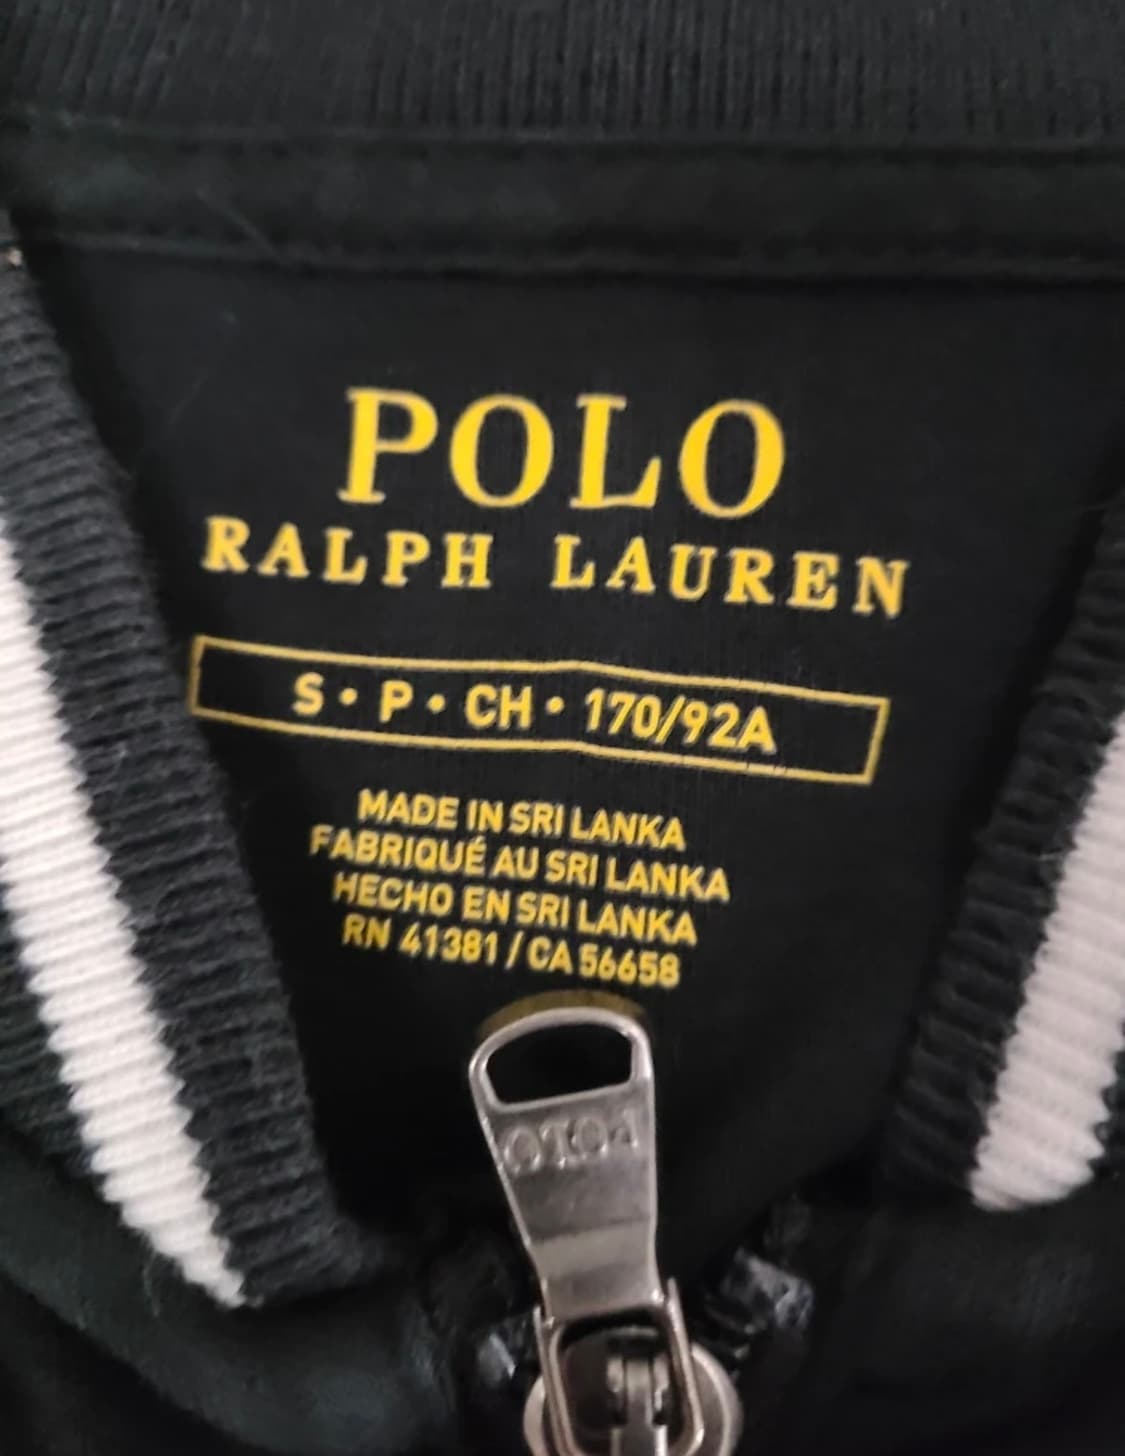 POLO
RALPH LAUREN
S • P • CH • 170/92A
MADE IN SRI LANKA
FABRIQUÉ AU SRI LANKA
HECHO EN SRI LANKA
RN 41381 / CA 56658
POLO